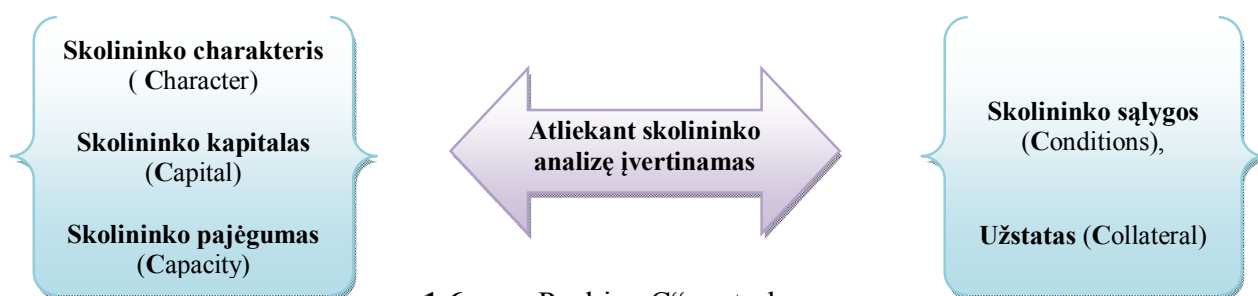 Skolininko charakteris
( Character)
Skolininko kapitalas
(Capital)
Skolininko pajėgumas
(Capacity)
Atliekant skolininko
analizę įvertinamas
Skolininko sąlygos
(Conditions),
Užstatas (Collateral)